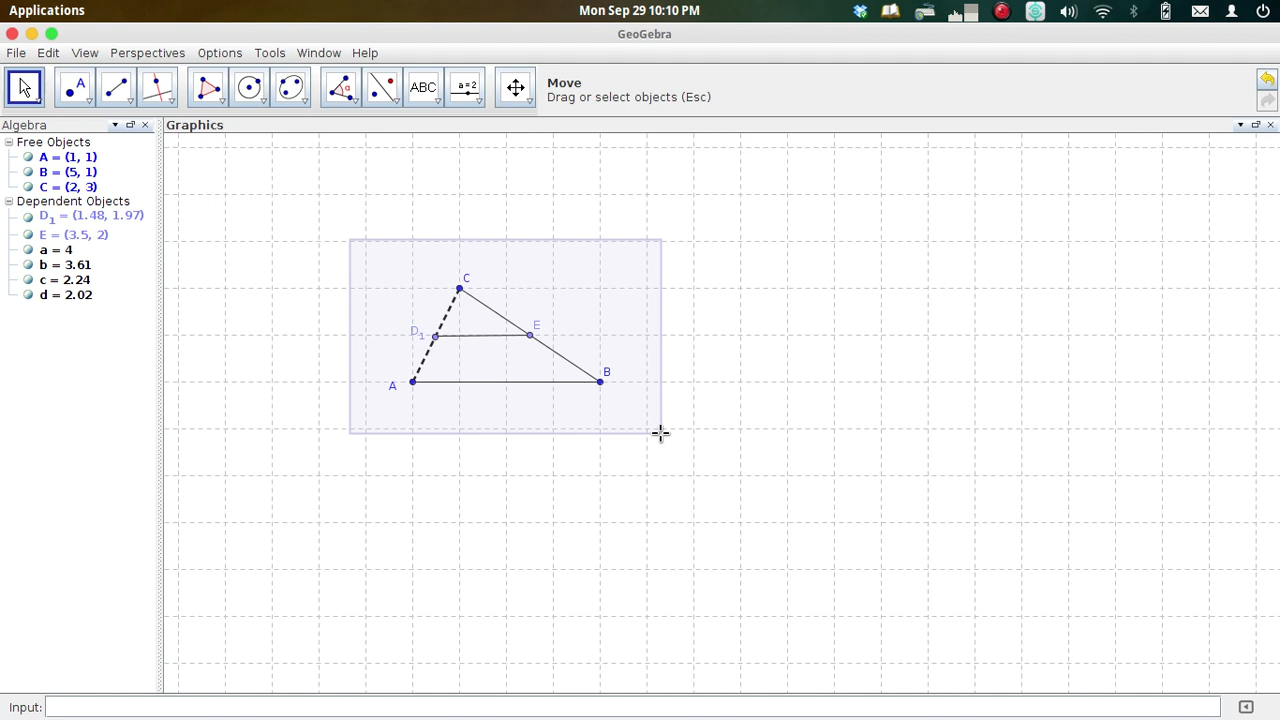 Applications
Mon Sep 29 10:10 PM
GeoGebra
File Edit View Perspectives Options Tools Window Help
A
α
ABC
a=2
Move
Drag or select objects (Esc)
Algebra
Graphics
Free Objects
A = (1, 1)
B = (5, 1)
C = (2, 3)
Dependent Objects
D₁ = (1.48, 1.97)
E = (3.5, 2)
a = 4
b = 3.61
c = 2.24
d = 2.02
C
D₁
E
A
B
Input: